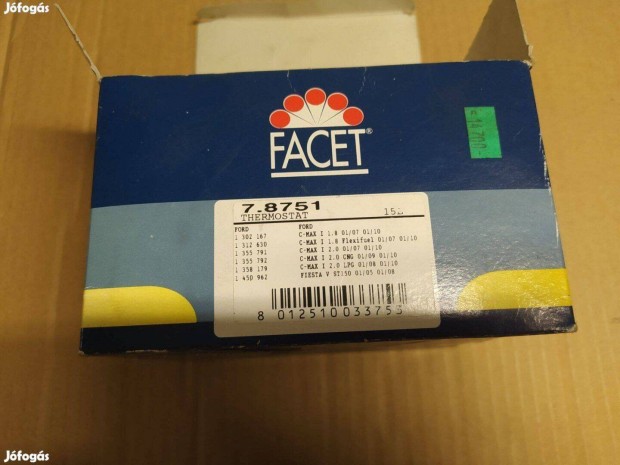 Jófogás
FACET®
7.8751
THERMOSTAT
FORD FORD
1 302 167 C-MAX I 1.8 01/07 01/10
1 312 650 C-MAX I 1.8 Flexifuel 01/07 01/10
1 355 791 C-MAX I 2.0 01/07 01/10
1 355 792 C-MAX I 2.0 CNG 01/09 01/10
1 358 179 C-MAX I 2.0 LPG 01/08 01/10
1 450 962 FIESTA V ST150 01/05 01/08
8 012510 033753
Jófogás